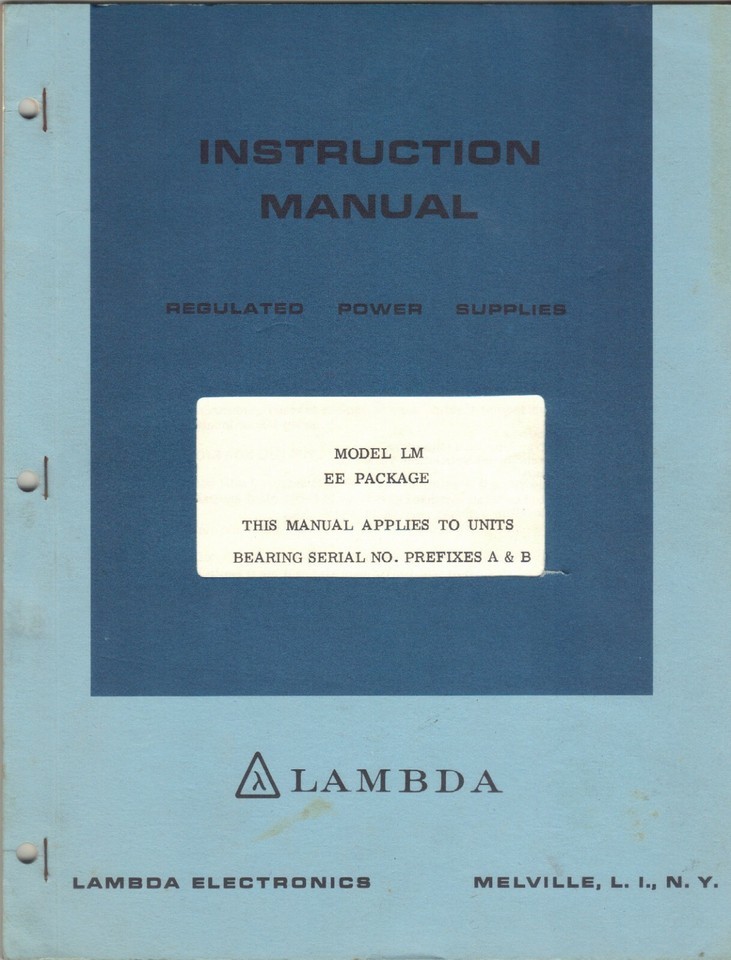 INSTRUCTION
MANUAL
REGULATED POWER SUPPLIES
MODEL LM
EE PACKAGE
THIS MANUAL APPLIES TO UNITS
BEARING SERIAL NO. PREFIXES A & B
λ LAMBDA
LAMBDA ELECTRONICS MELVILLE, L. I., N. Y.